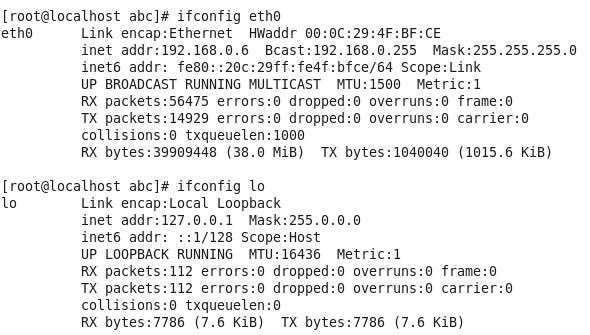 [root@localhost abc]# ifconfig eth0
eth0      Link encap:Ethernet  HWaddr 00:0C:29:4F:BF:CE
          inet addr:192.168.0.6  Bcast:192.168.0.255  Mask:255.255.255.0
          inet6 addr: fe80::20c:29ff:fe4f:bfce/64 Scope:Link
          UP BROADCAST RUNNING MULTICAST  MTU:1500  Metric:1
          RX packets:56475 errors:0 dropped:0 overruns:0 frame:0
          TX packets:14929 errors:0 dropped:0 overruns:0 carrier:0
          collisions:0 txqueuelen:1000
          RX bytes:39909448 (38.0 MiB)  TX bytes:1040040 (1015.6 KiB)

[root@localhost abc]# ifconfig lo
lo        Link encap:Local Loopback
          inet addr:127.0.0.1  Mask:255.0.0.0
          inet6 addr: ::1/128 Scope:Host
          UP LOOPBACK RUNNING  MTU:16436  Metric:1
          RX packets:112 errors:0 dropped:0 overruns:0 frame:0
          TX packets:112 errors:0 dropped:0 overruns:0 carrier:0
          collisions:0 txqueuelen:0
          RX bytes:7786 (7.6 KiB)  TX bytes:7786 (7.6 KiB)